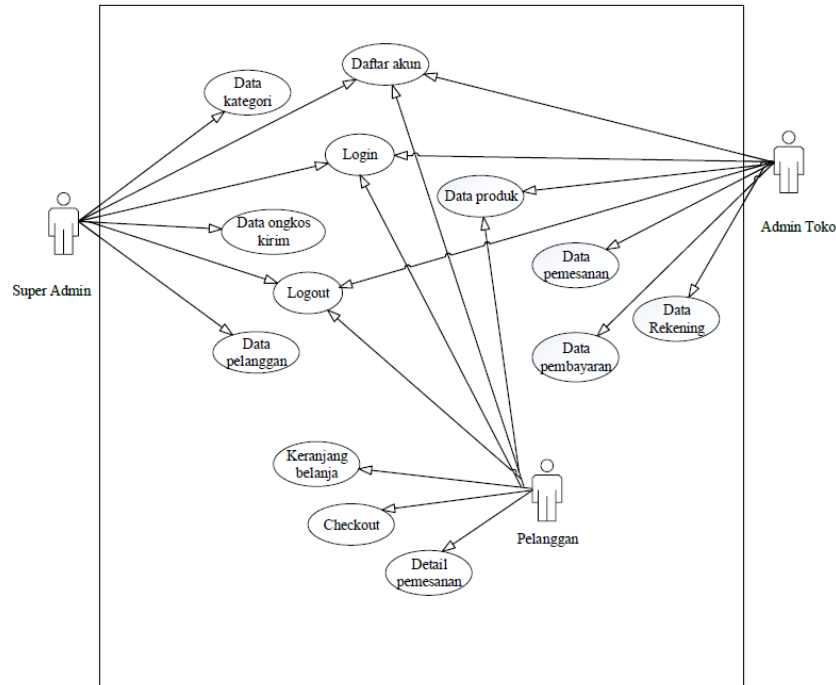 Daftar akun
Data
kategori
Login
Data produk
Admin Toko
Data ongkos
kirim
Data
pemesanan
Super Admin
Logout
Data
Rekening
Data
pelanggan
Data
pembayaran
Keranjang
belanja
Checkout
Pelanggan
Detail
pemesanan